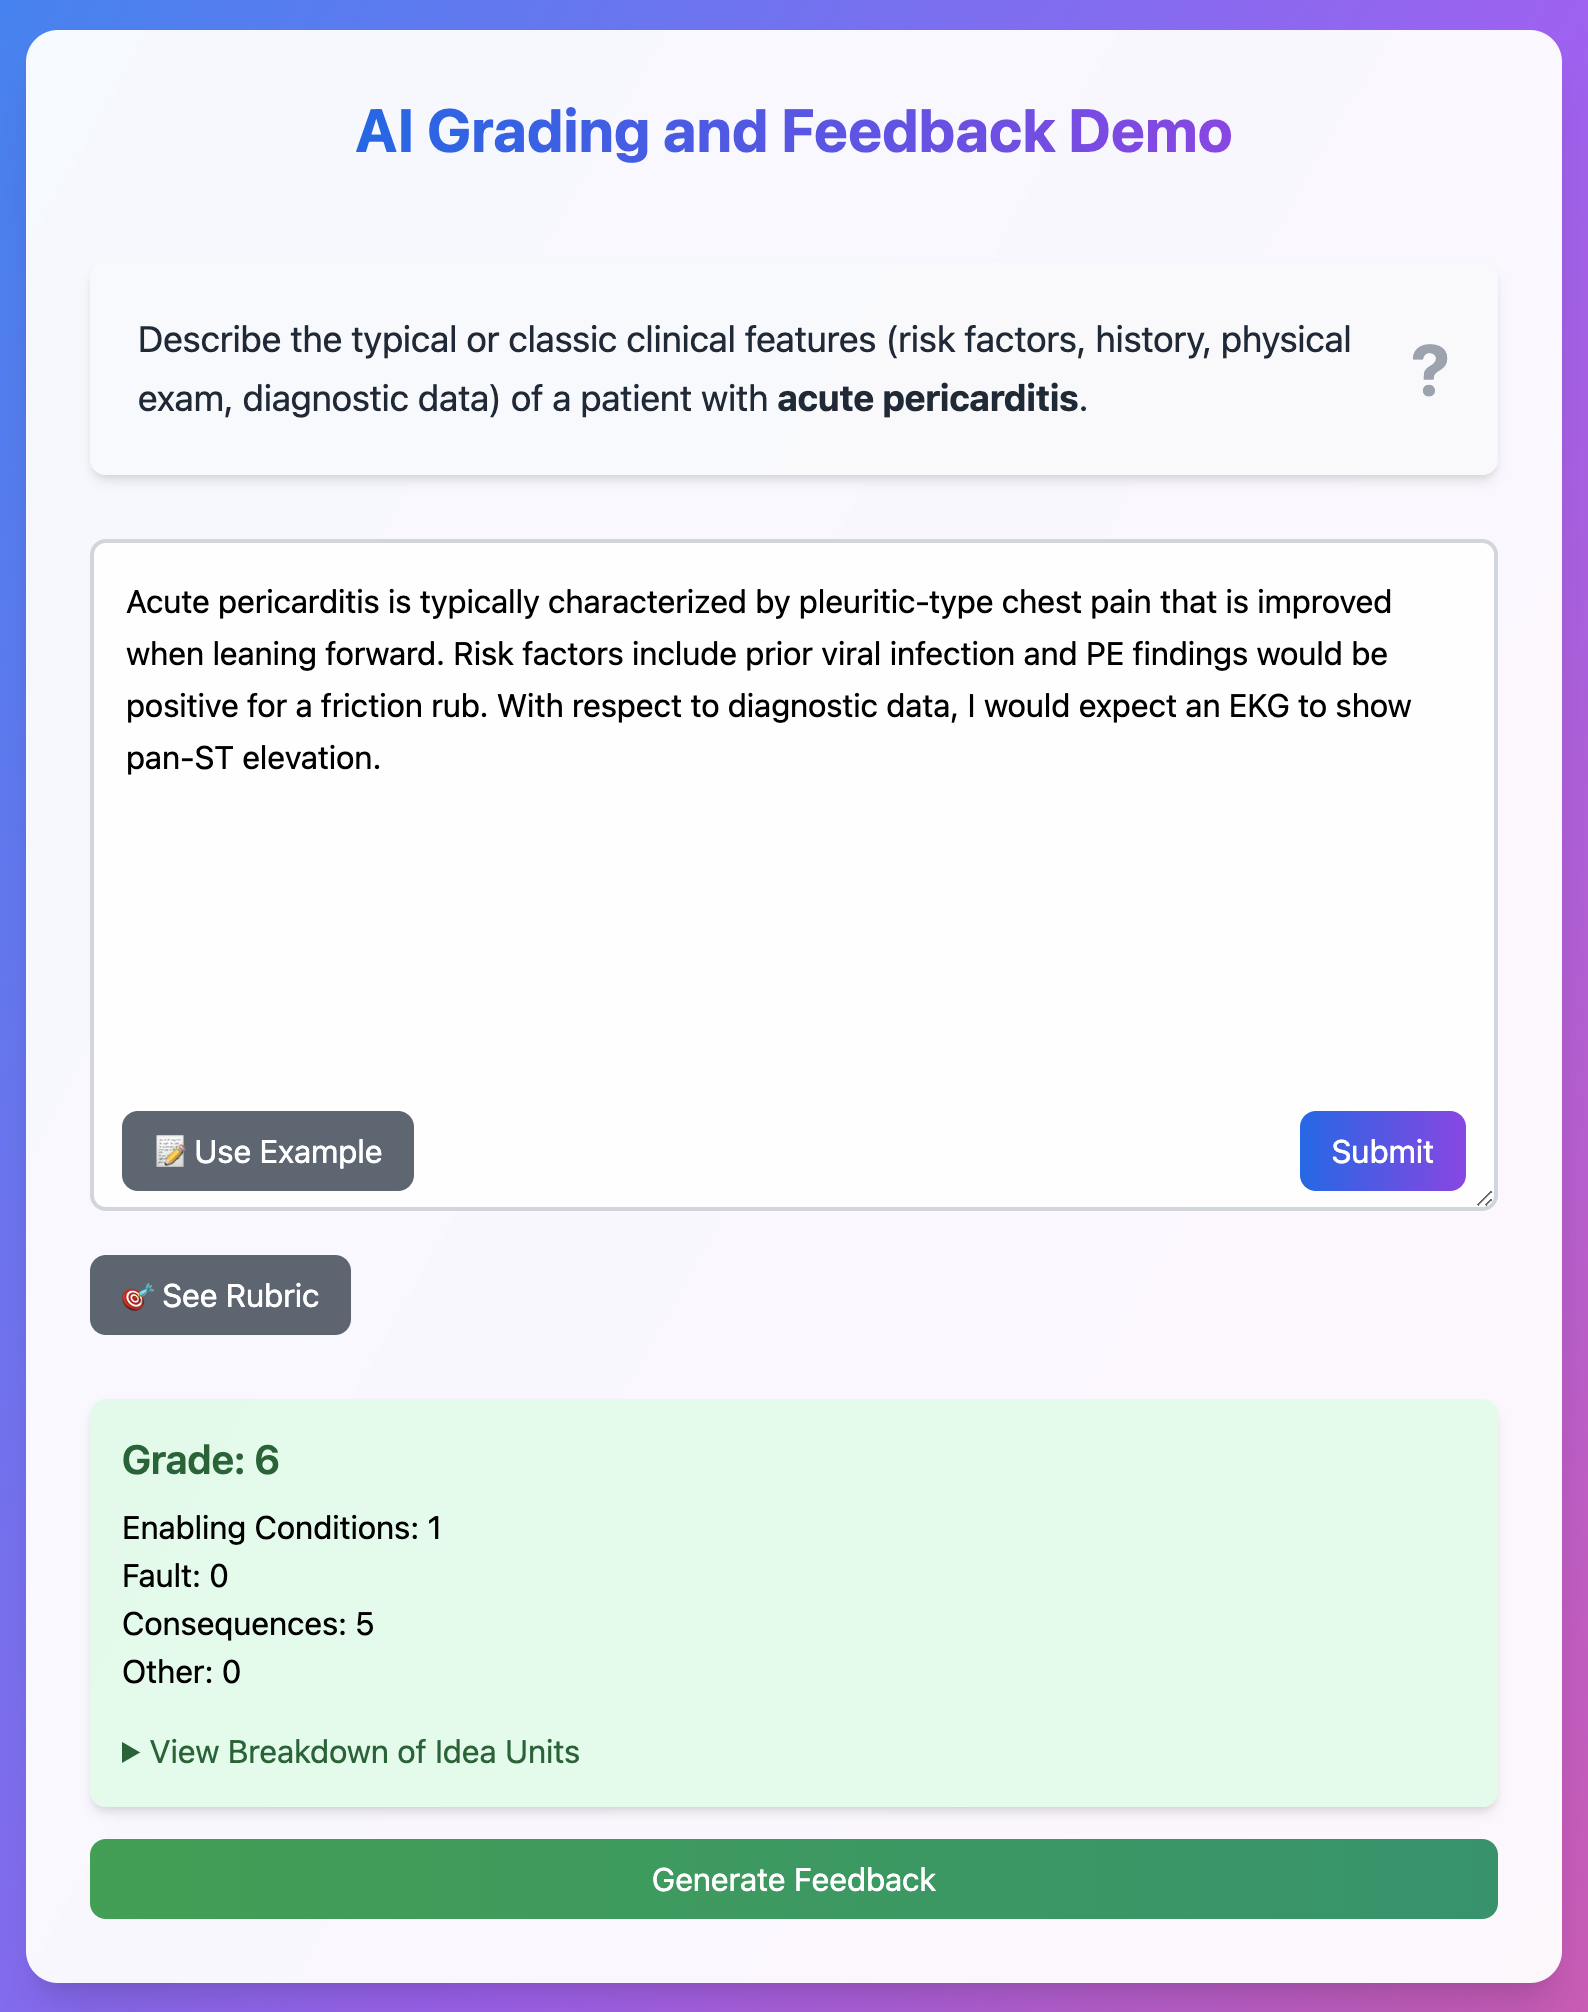 AI Grading and Feedback Demo
Describe the typical or classic clinical features (risk factors, history, physical
exam, diagnostic data) of a patient with acute pericarditis.
?
Acute pericarditis is typically characterized by pleuritic-type chest pain that is improved
when leaning forward. Risk factors include prior viral infection and PE findings would be
positive for a friction rub. With respect to diagnostic data, I would expect an EKG to show
pan-ST elevation.
📝 Use Example
Submit
🎯 See Rubric
Grade: 6
Enabling Conditions: 1
Fault: 0
Consequences: 5
Other: 0
▶ View Breakdown of Idea Units
Generate Feedback